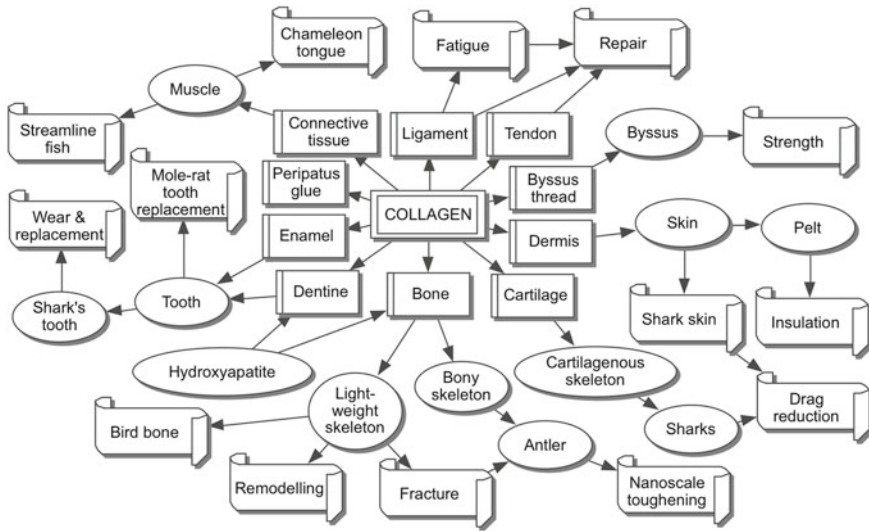 Chameleon
tongue
Fatigue
Repair
Muscle
Streamline
fish
Connective
tissue
Ligament
Tendon
Byssus
Strength
Mole-rat
tooth
replacement
Peripatus
glue
Byssus
thread
Wear &
replacement
COLLAGEN
Enamel
Dermis
Skin
Pelt
Shark's
tooth
Tooth
Dentine
Bone
Cartilage
Shark skin
Insulation
Hydroxyapatite
Light-
weight
skeleton
Bony
skeleton
Cartilagenous
skeleton
Drag
reduction
Bird bone
Antler
Sharks
Remodelling
Fracture
Nanoscale
toughening